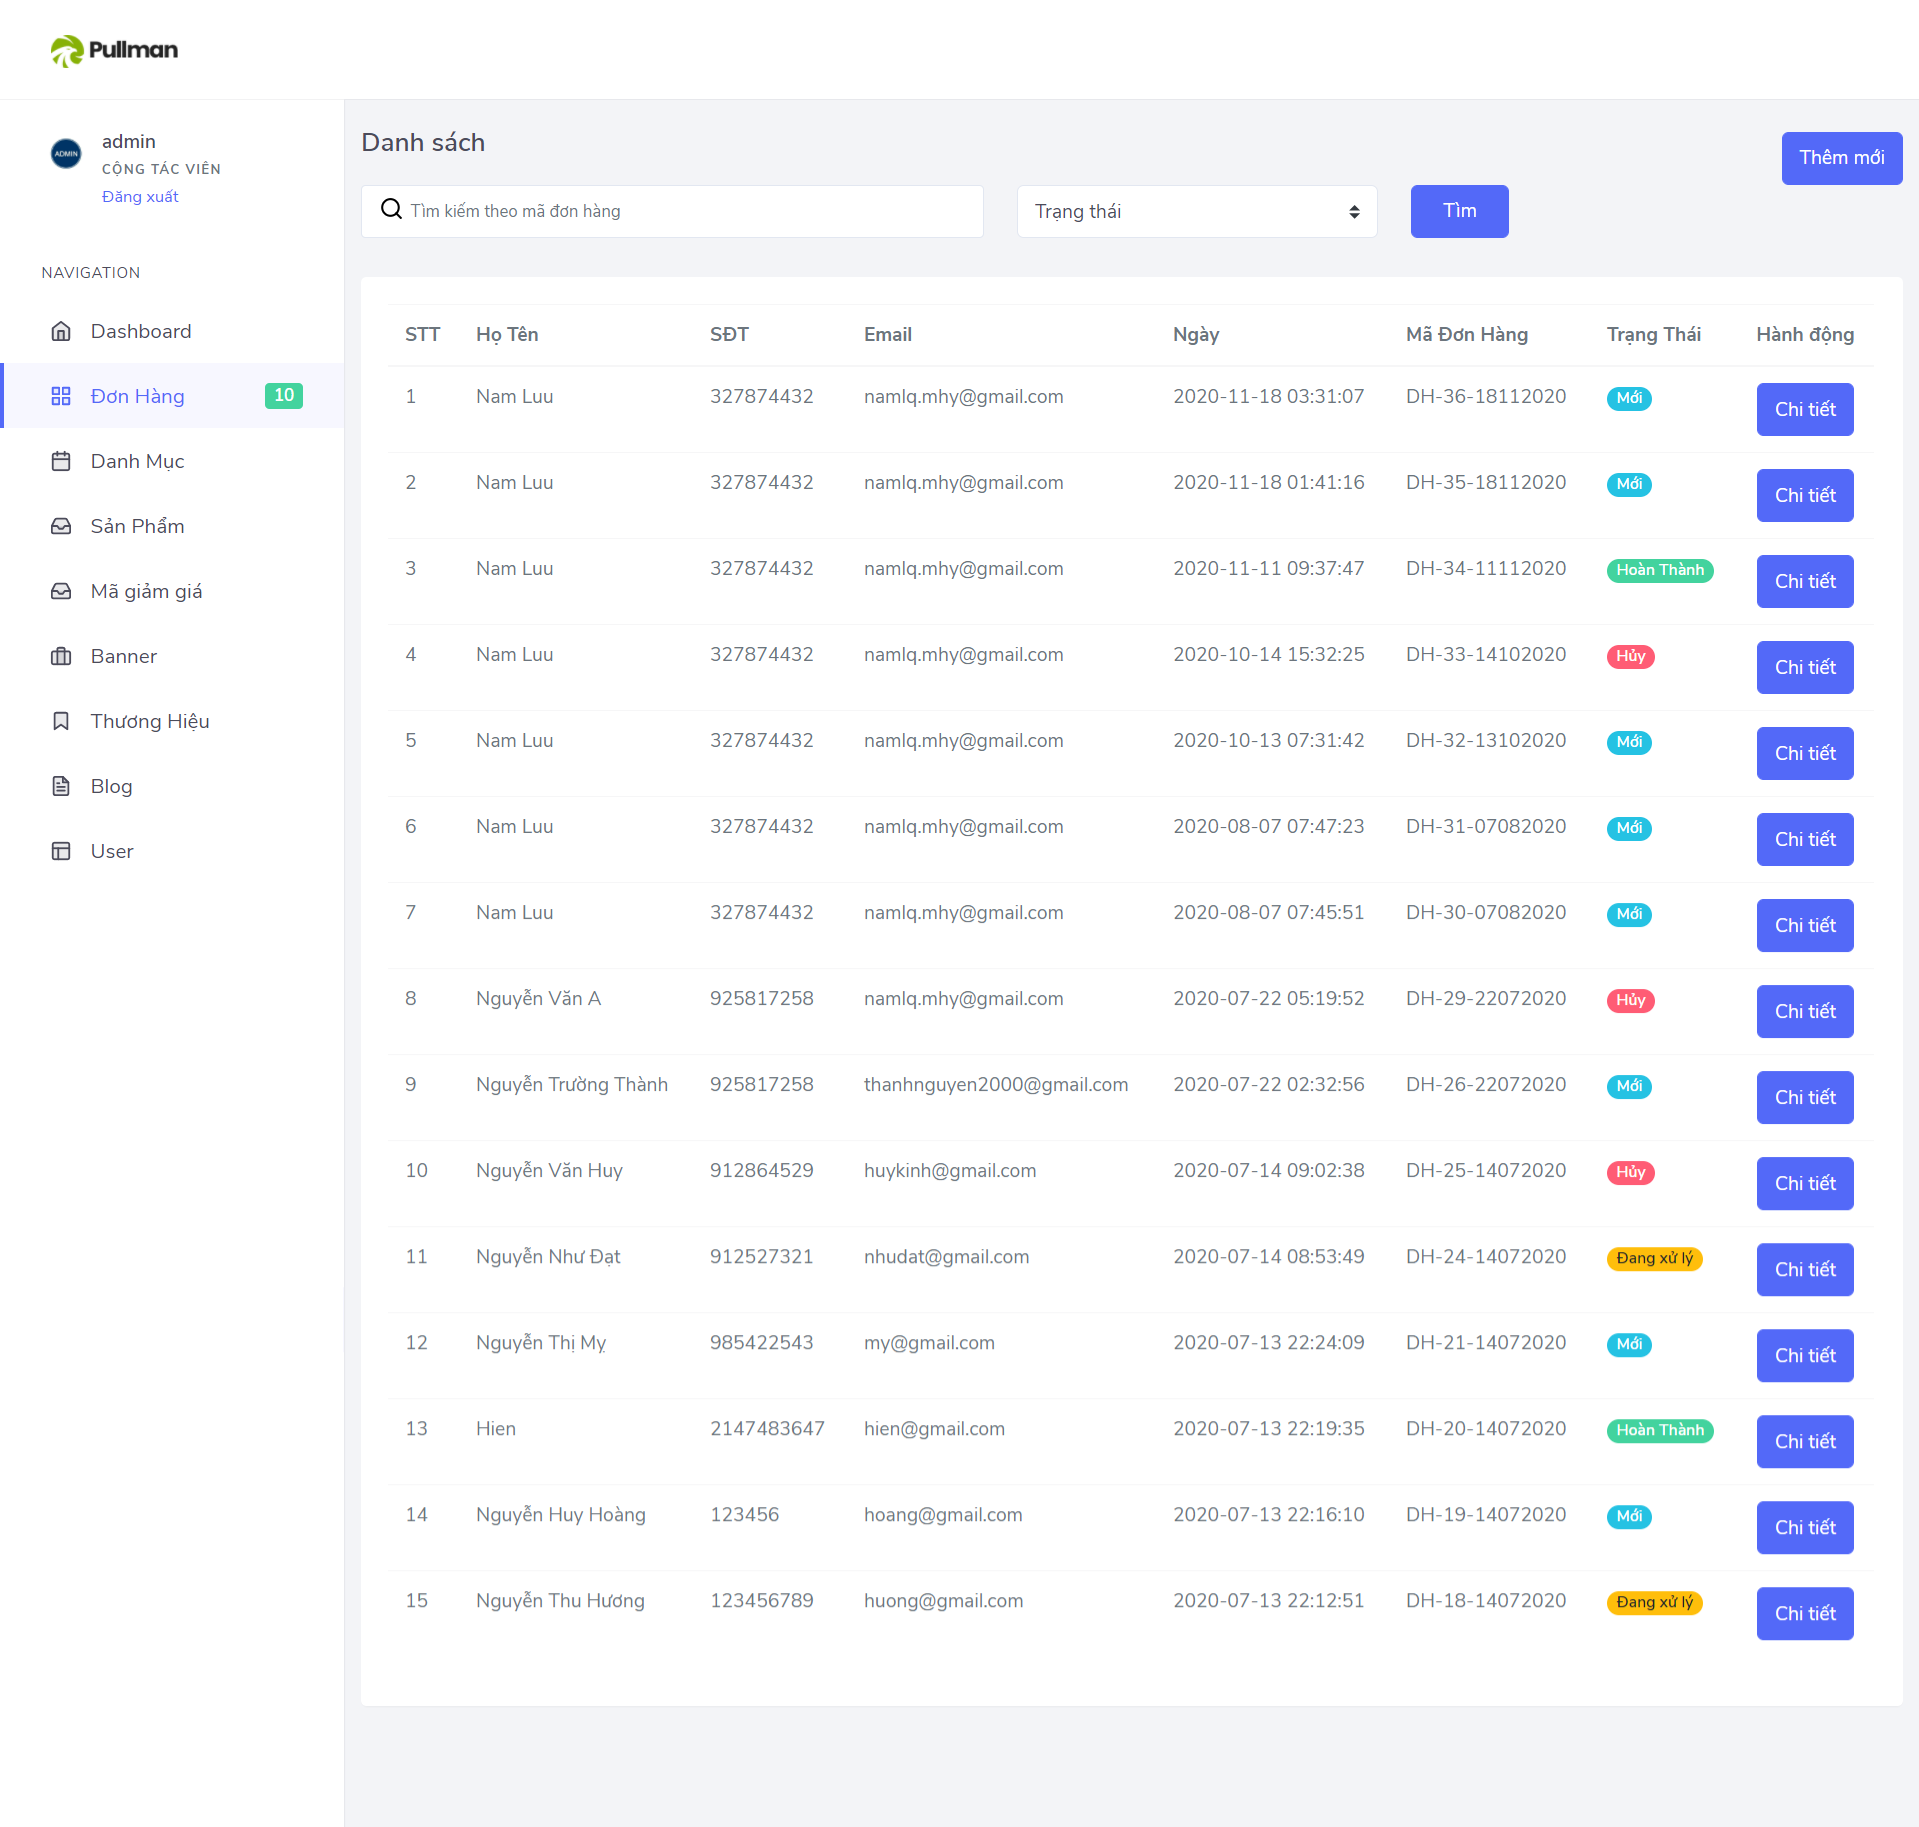 Pullman
ADMIN
admin
CỘNG TÁC VIÊN
Đăng xuất
NAVIGATION
Dashboard
Đơn Hàng 10
Danh Mục
Sản Phẩm
Mã giảm giá
Banner
Thương Hiệu
Blog
User
Danh sách
Thêm mới
Tìm kiếm theo mã đơn hàng Trạng thái Tìm
STT Họ Tên SĐT Email Ngày Mã Đơn Hàng Trạng Thái Hành động
1 Nam Luu 327874432 namlq.mhy@gmail.com 2020-11-18 03:31:07 DH-36-18112020 Mới Chi tiết
2 Nam Luu 327874432 namlq.mhy@gmail.com 2020-11-18 01:41:16 DH-35-18112020 Mới Chi tiết
3 Nam Luu 327874432 namlq.mhy@gmail.com 2020-11-11 09:37:47 DH-34-11112020 Hoàn Thành Chi tiết
4 Nam Luu 327874432 namlq.mhy@gmail.com 2020-10-14 15:32:25 DH-33-14102020 Hủy Chi tiết
5 Nam Luu 327874432 namlq.mhy@gmail.com 2020-10-13 07:31:42 DH-32-13102020 Mới Chi tiết
6 Nam Luu 327874432 namlq.mhy@gmail.com 2020-08-07 07:47:23 DH-31-07082020 Mới Chi tiết
7 Nam Luu 327874432 namlq.mhy@gmail.com 2020-08-07 07:45:51 DH-30-07082020 Mới Chi tiết
8 Nguyễn Văn A 925817258 namlq.mhy@gmail.com 2020-07-22 05:19:52 DH-29-22072020 Hủy Chi tiết
9 Nguyễn Trường Thành 925817258 thanhnguyen2000@gmail.com 2020-07-22 02:32:56 DH-26-22072020 Mới Chi tiết
10 Nguyễn Văn Huy 912864529 huykinh@gmail.com 2020-07-14 09:02:38 DH-25-14072020 Hủy Chi tiết
11 Nguyễn Như Đạt 912527321 nhudat@gmail.com 2020-07-14 08:53:49 DH-24-14072020 Đang xử lý Chi tiết
12 Nguyễn Thị Mỵ 985422543 my@gmail.com 2020-07-13 22:24:09 DH-21-14072020 Mới Chi tiết
13 Hien 2147483647 hien@gmail.com 2020-07-13 22:19:35 DH-20-14072020 Hoàn Thành Chi tiết
14 Nguyễn Huy Hoàng 123456 hoang@gmail.com 2020-07-13 22:16:10 DH-19-14072020 Mới Chi tiết
15 Nguyễn Thu Hương 123456789 huong@gmail.com 2020-07-13 22:12:51 DH-18-14072020 Đang xử lý Chi tiết